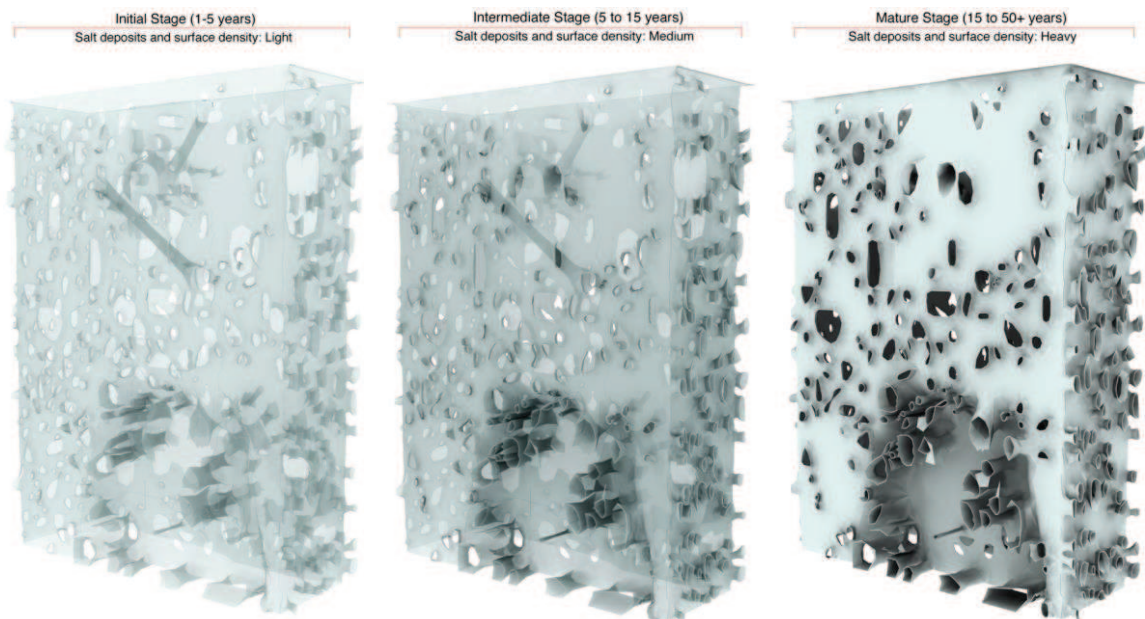 Initial Stage (1-5 years)
Salt deposits and surface density: Light
Intermediate Stage (5 to 15 years)
Salt deposits and surface density: Medium
Mature Stage (15 to 50+ years)
Salt deposits and surface density: Heavy